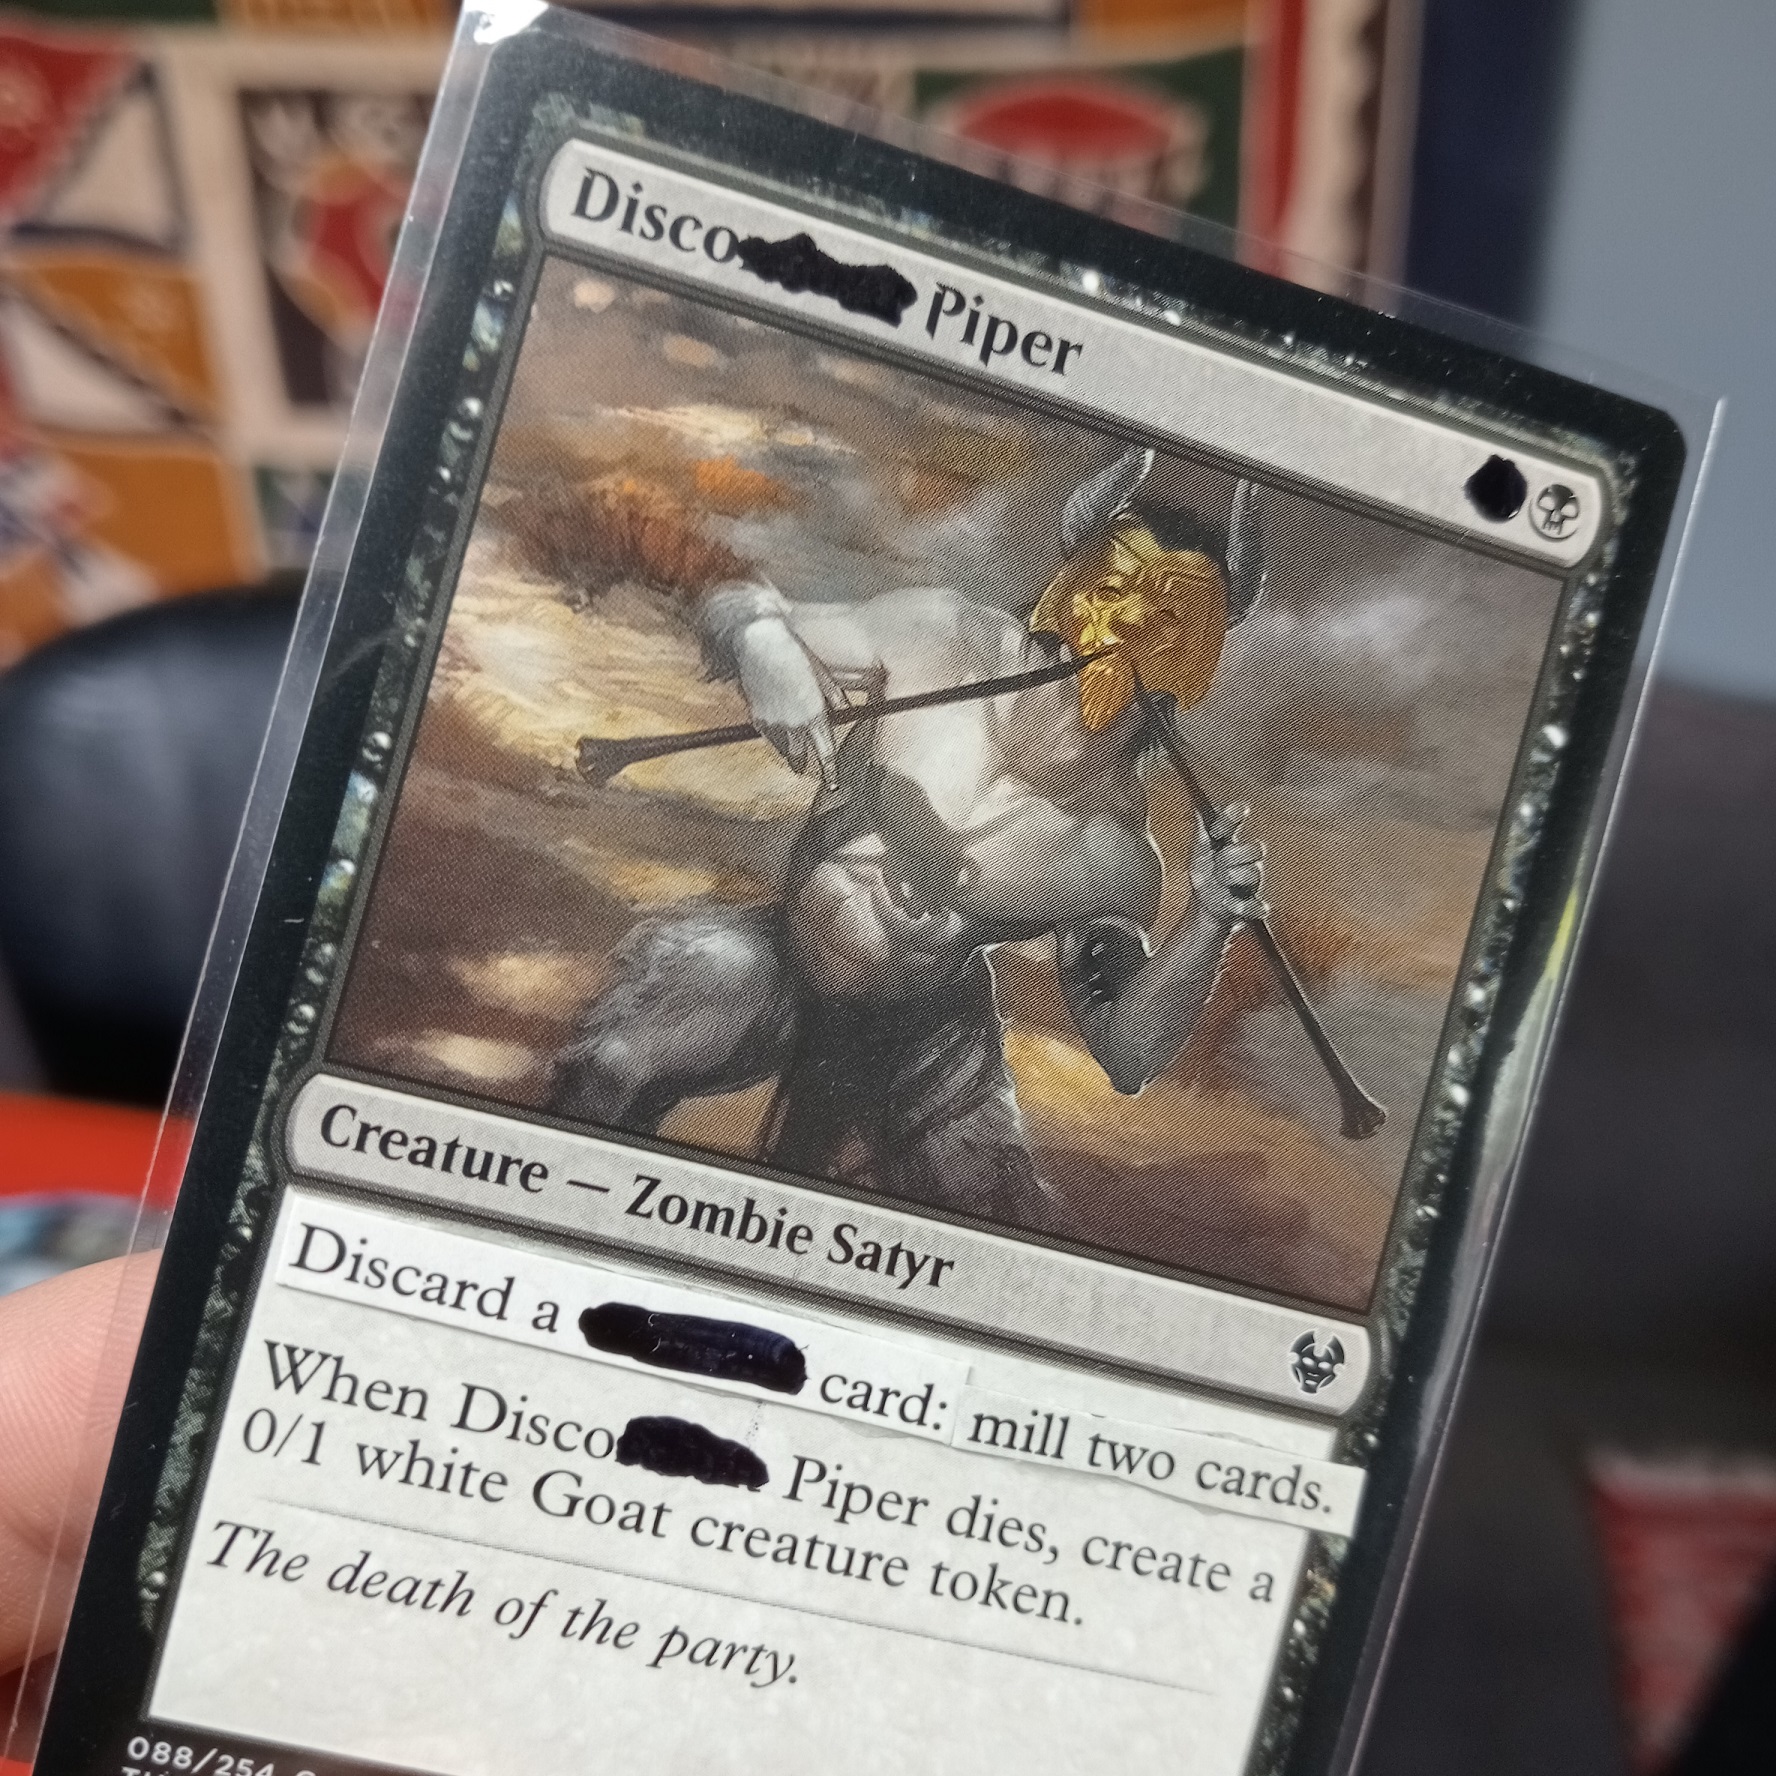 Disco Piper
Creature — Zombie Satyr
Discard a card: mill two cards.
When Disco Piper dies, create a
0/1 white Goat creature token.
The death of the party.
088/254